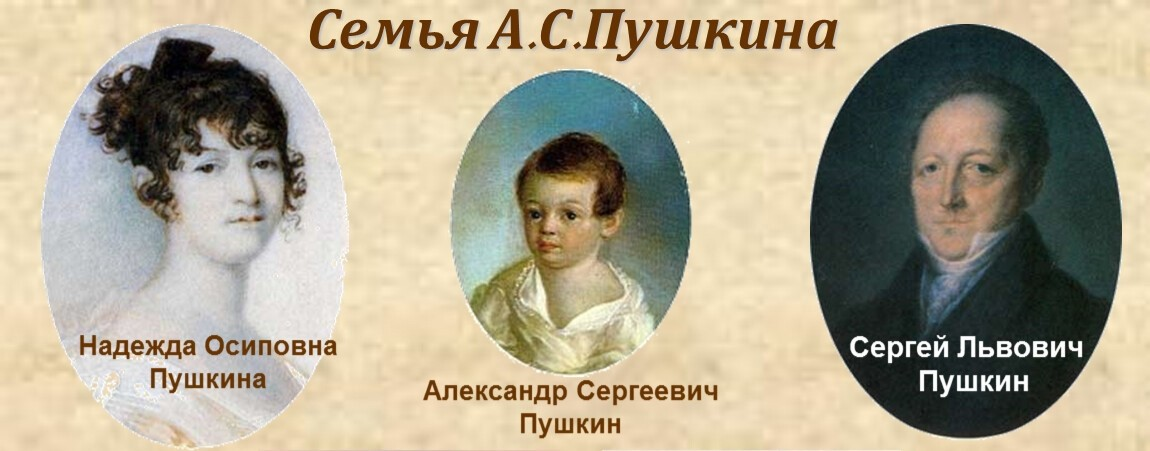 Семья А.С.Пушкина
Надежда Осиповна
Пушкина
Александр Сергеевич
Пушкин
Сергей Львович
Пушкин